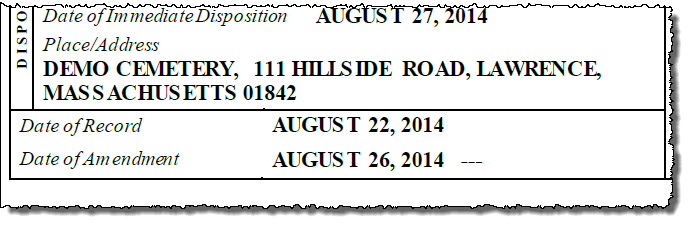 DISPO
Date of Immediate Disposition AUGUST 27, 2014
Place/Address
DEMO CEMETERY, 111 HILLSIDE ROAD, LAWRENCE,
MASSACHUSETTS 01842
Date of Record AUGUST 22, 2014
Date of Amendment AUGUST 26, 2014 ---